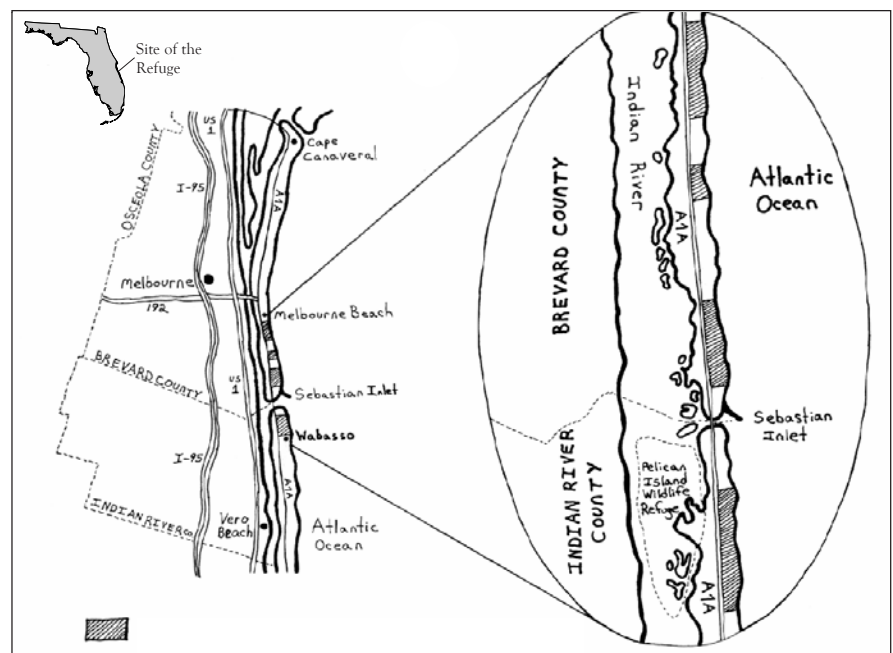 Site of the
Refuge
US
1
Cape
Canaveral
OSCEOLA COUNTY
I-95
A1A
Melbourne
192
Melbourne Beach
BREVARD COUNTY
US
1
Sebastian Inlet
Wabasso
I-95
A1A
INDIAN RIVER CO.
Vero
Beach
Atlantic
Ocean
Indian River
BREVARD COUNTY
A1A
Atlantic
Ocean
Sebastian
Inlet
INDIAN RIVER
COUNTY
Pelican
Island
Wildlife
Refuge
A1A